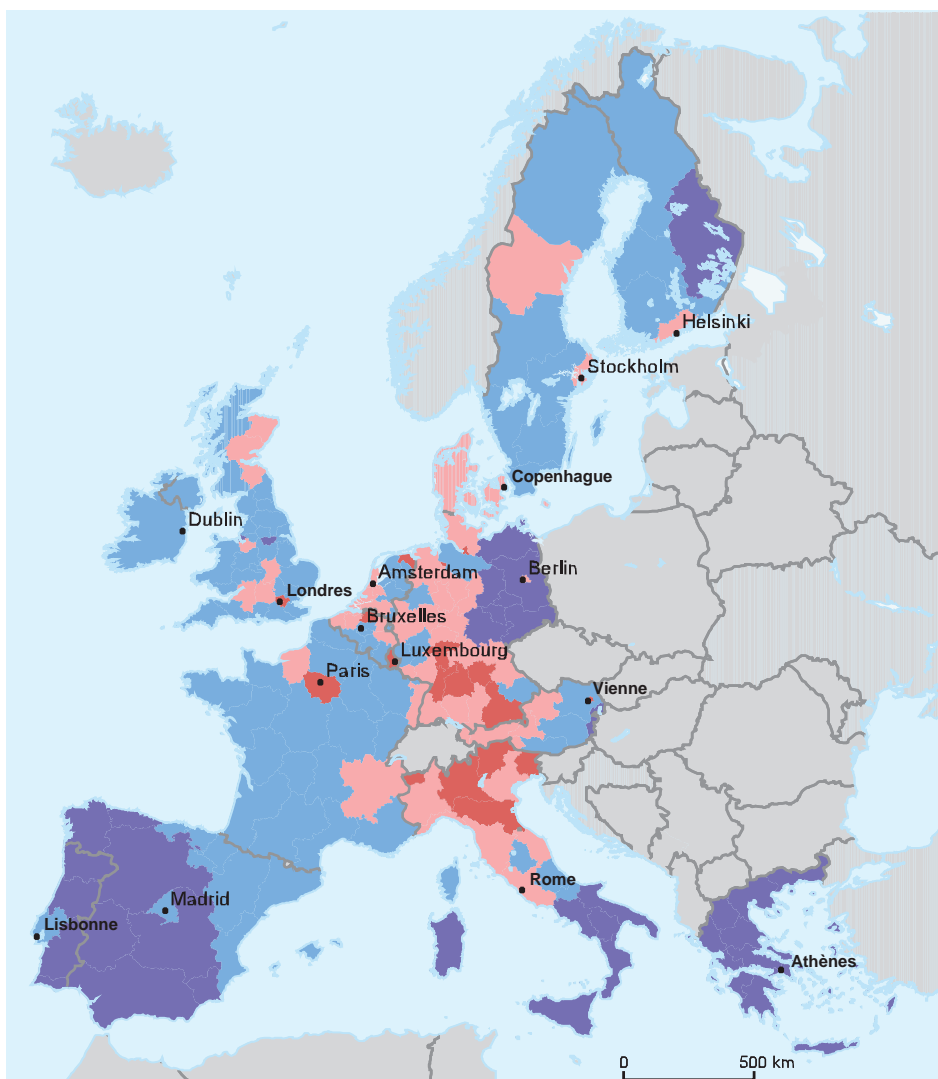 Helsinki
Stockholm
Copenhague
Dublin
Amsterdam
Berlin
Londres
Bruxelles
Luxembourg
Paris
Vienne
Rome
Madrid
Lisbonne
Athènes
0 500 km